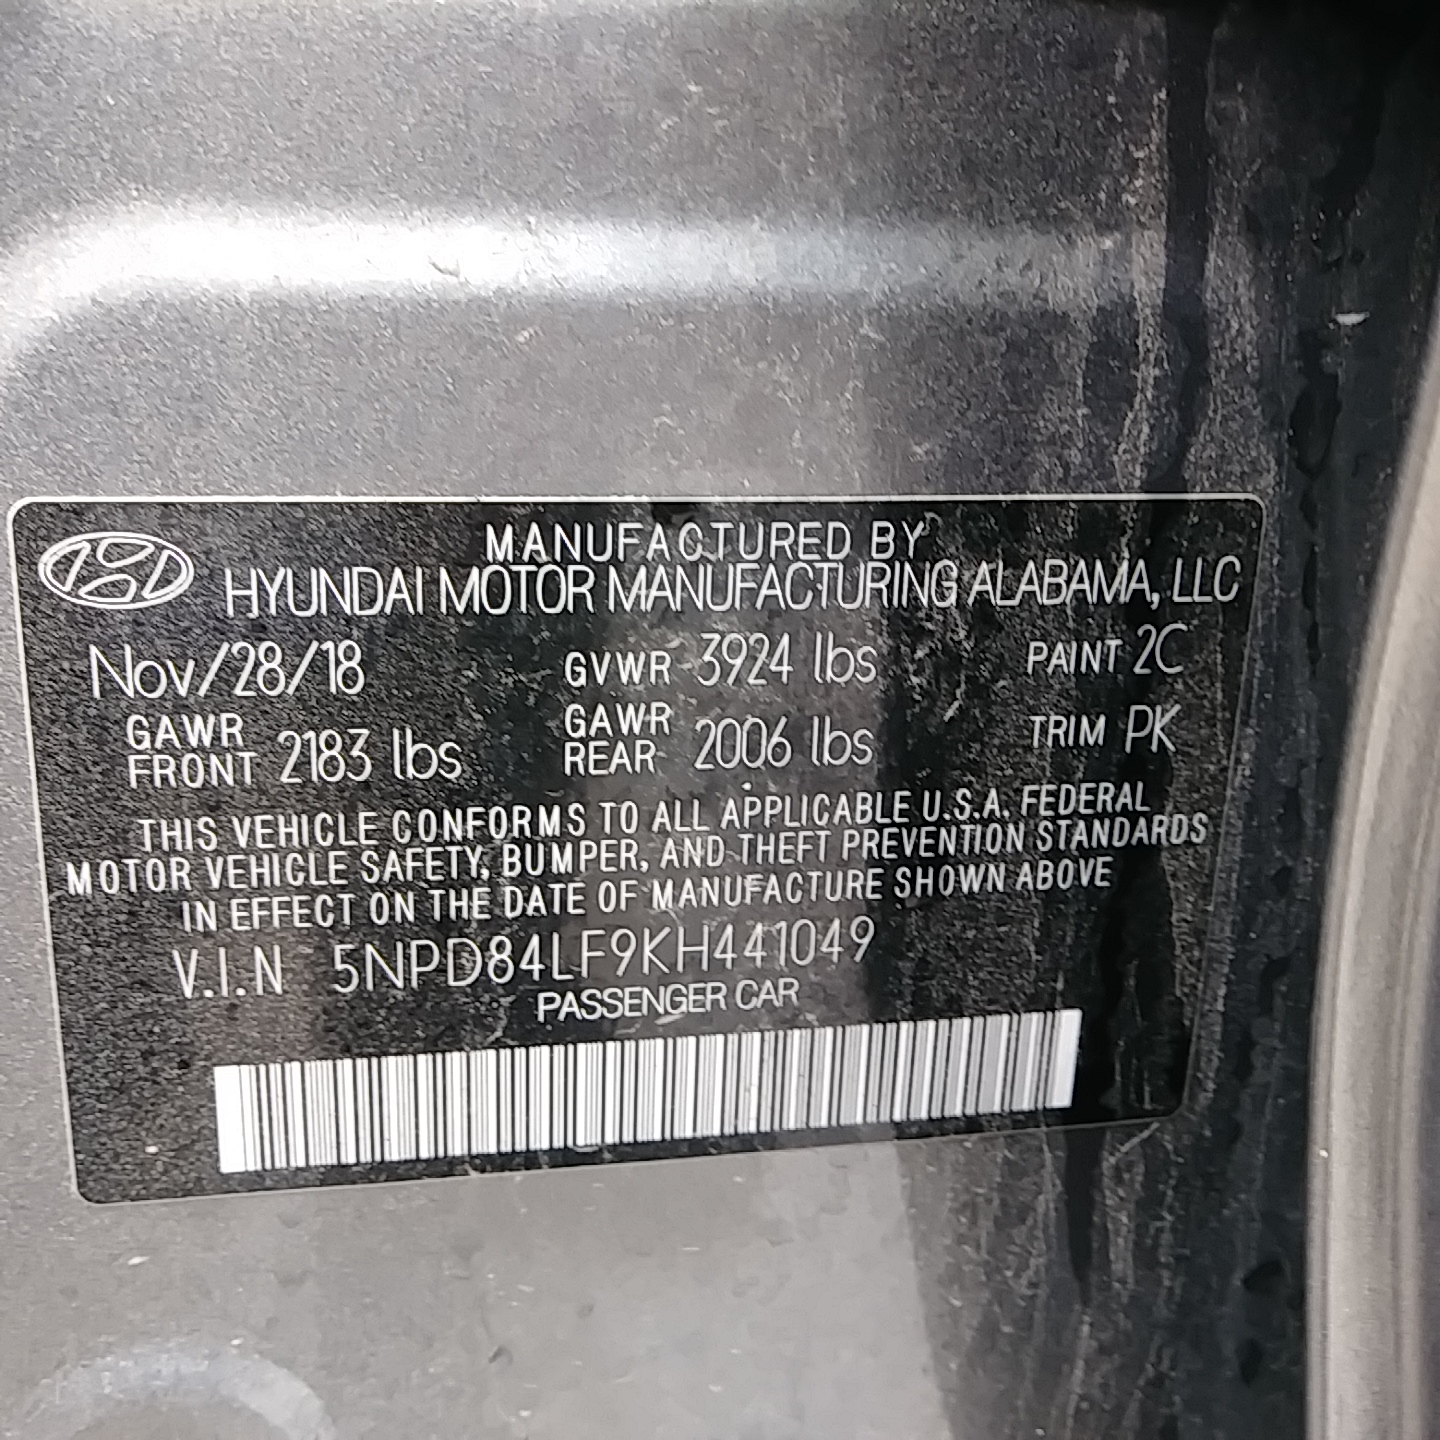 MANUFACTURED BY
HYUNDAI MOTOR MANUFACTURING ALABAMA, LLC
Nov/28/18 GVWR 3924 lbs PAINT 2C
GAWR FRONT 2183 lbs GAWR REAR 2006 lbs TRIM PK
THIS VEHICLE CONFORMS TO ALL APPLICABLE U.S.A. FEDERAL
MOTOR VEHICLE SAFETY, BUMPER, AND THEFT PREVENTION STANDARDS
IN EFFECT ON THE DATE OF MANUFACTURE SHOWN ABOVE
V.I.N 5NPD84LF9KH441049
PASSENGER CAR